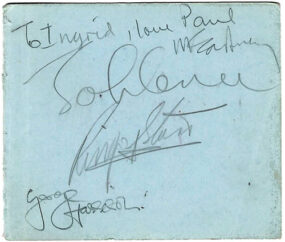 To Ingrid, love Paul
McCartney
John Lennon
Ringo Starr
George Harrison